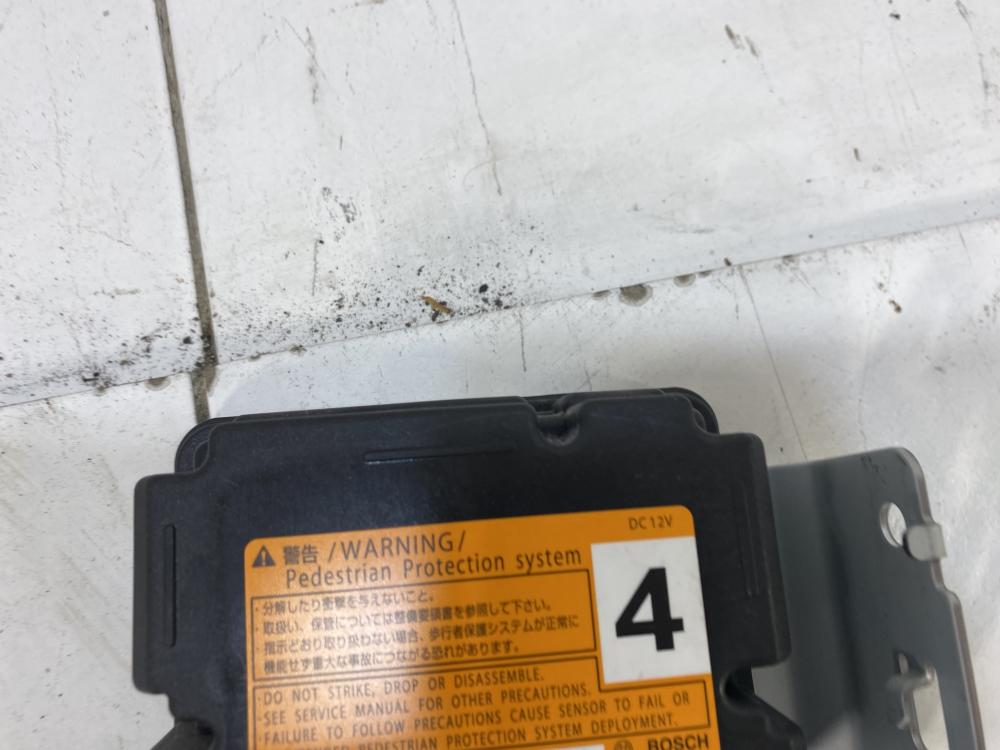 DC 12V
警告 /WARNING/
Pedestrian Protection system
4
・分解したり衝撃を与えないこと。
・取扱い、保管については整備要領書を参照して下さい。
・指示どおり取り扱わない場合、歩行者保護システムが正常に
機能せず重大な事故につながる恐れがあります。
・DO NOT STRIKE, DROP OR DISASSEMBLE.
・SEE SERVICE MANUAL FOR OTHER PRECAUTIONS.
・FAILURE TO FOLLOW PRECAUTIONS CAUSE SENSOR TO FAIL OR
PEDESTRIAN PROTECTION SYSTEM DEPLOYMENT.
BOSCH